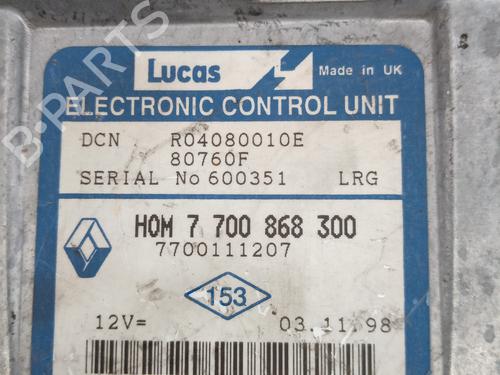 Lucas
Made in UK
ELECTRONIC CONTROL UNIT
DCN R04080010E
80760F
SERIAL No 600351 LRG
HOM 7 700 868 300
7700111207
153
12V= 03.11.98
B-PARTS